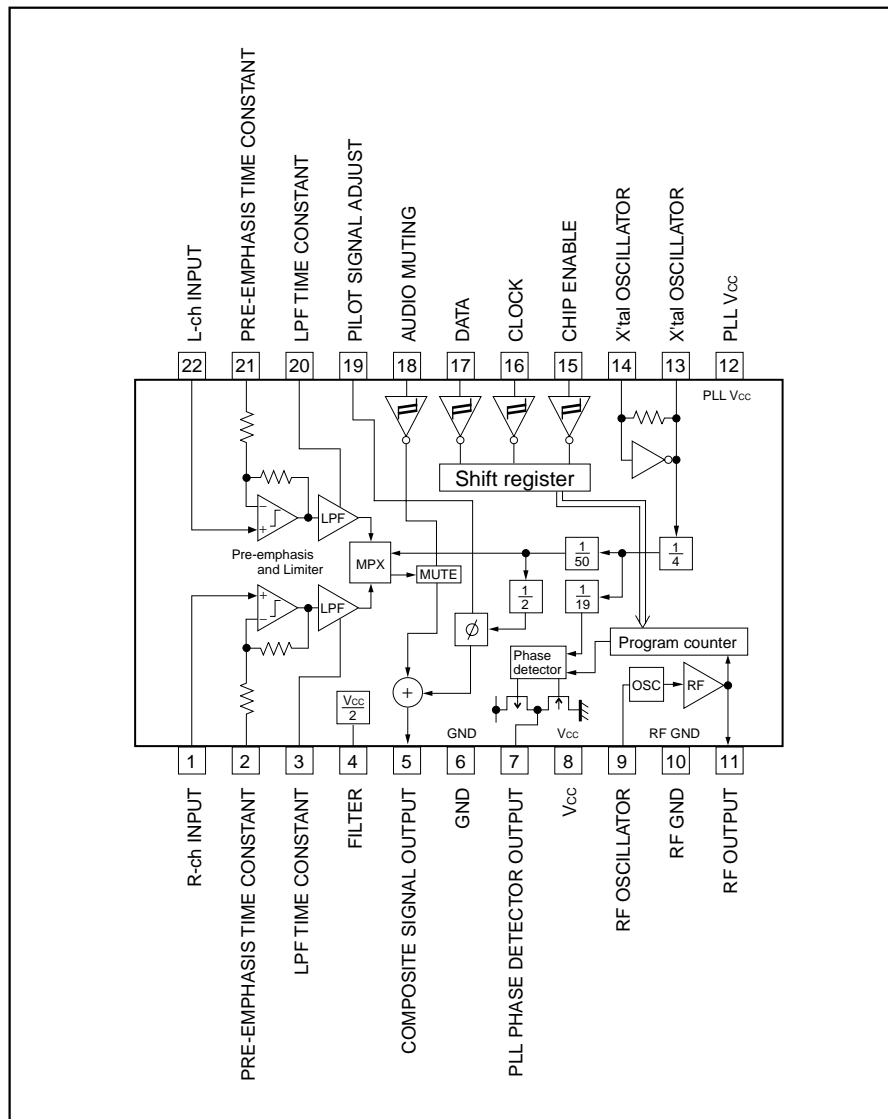 L-ch INPUT
PRE-EMPHASIS TIME CONSTANT
LPF TIME CONSTANT
PILOT SIGNAL ADJUST
AUDIO MUTING
DATA
CLOCK
CHIP ENABLE
X'tal OSCILLATOR
X'tal OSCILLATOR
PLL Vcc
22
21
20
19
18
17
16
15
14
13
12
PLL Vcc
Shift register
LPF
Pre-emphasis
and Limiter
MPX
MUTE
1
50
1
4
1
2
1
19
LPF
ø
Phase
detector
Program counter
+
OSC
RF
Vcc
2
GND
Vcc
RF GND
1
2
3
4
5
6
7
8
9
10
11
R-ch INPUT
PRE-EMPHASIS TIME CONSTANT
LPF TIME CONSTANT
FILTER
COMPOSITE SIGNAL OUTPUT
GND
PLL PHASE DETECTOR OUTPUT
Vcc
RF OSCILLATOR
RF GND
RF OUTPUT